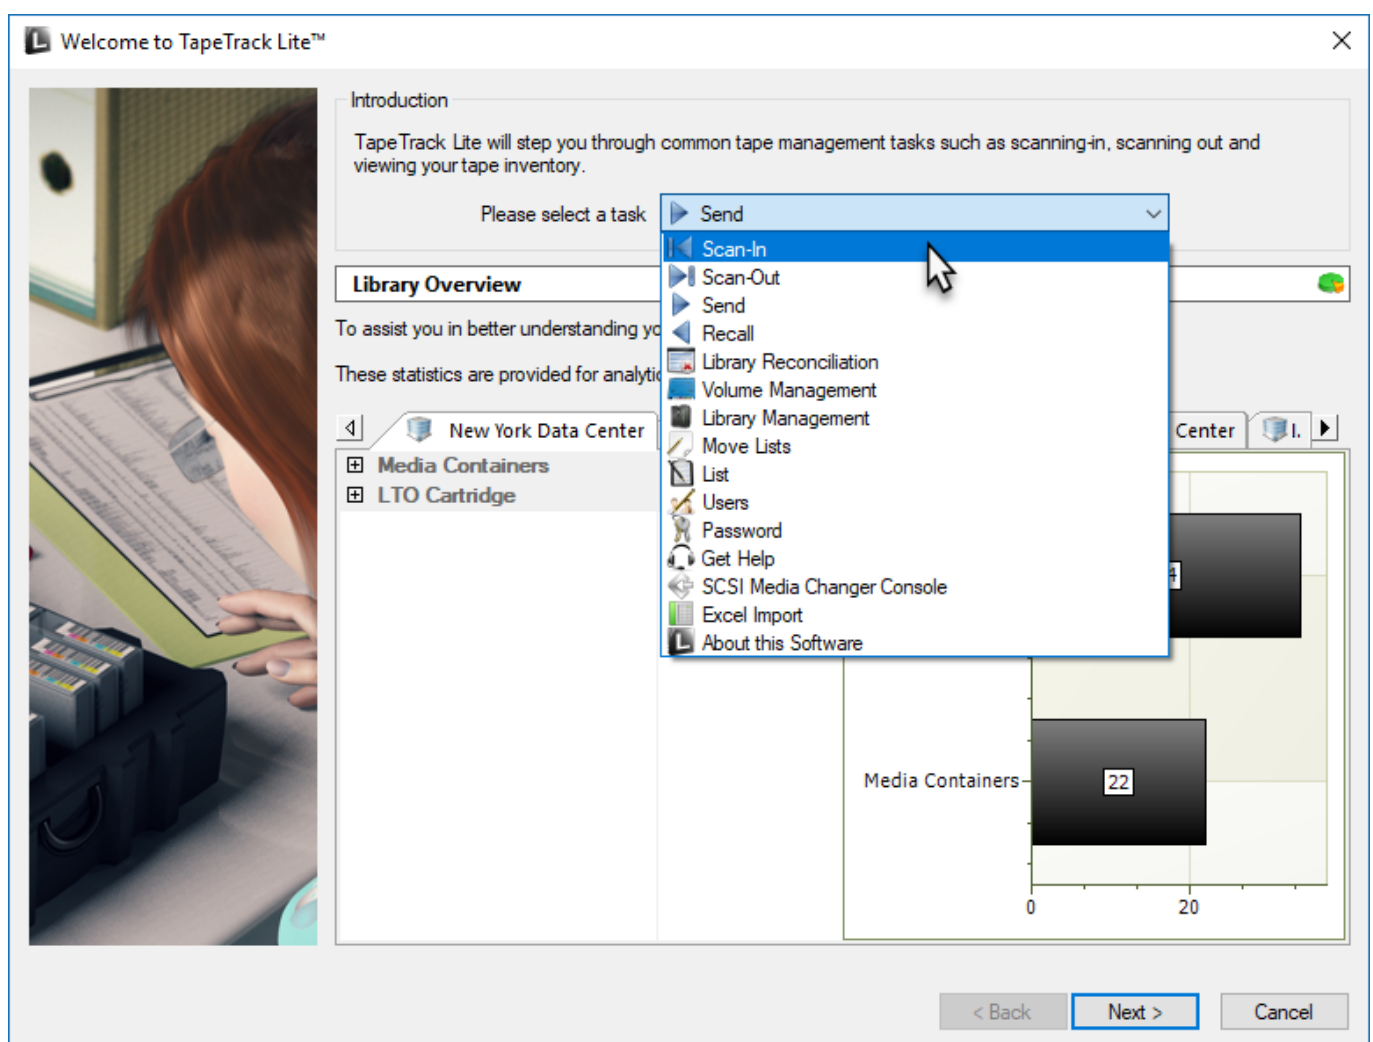 Welcome to TapeTrack Lite™
Introduction
TapeTrack Lite will step you through common tape management tasks such as scanning-in, scanning out and
viewing your tape inventory.
Please select a task
Send
Scan-In
Scan-Out
Send
Recall
Library Reconciliation
Volume Management
Library Management
Move Lists
List
Users
Password
Get Help
SCSI Media Changer Console
Excel Import
About this Software
Library Overview
To assist you in better understanding
These statistics are provided for
New York Data Center
Center
I.
Media Containers
LTO Cartridge
4
Media Containers
22
0
20
< Back
Next >
Cancel